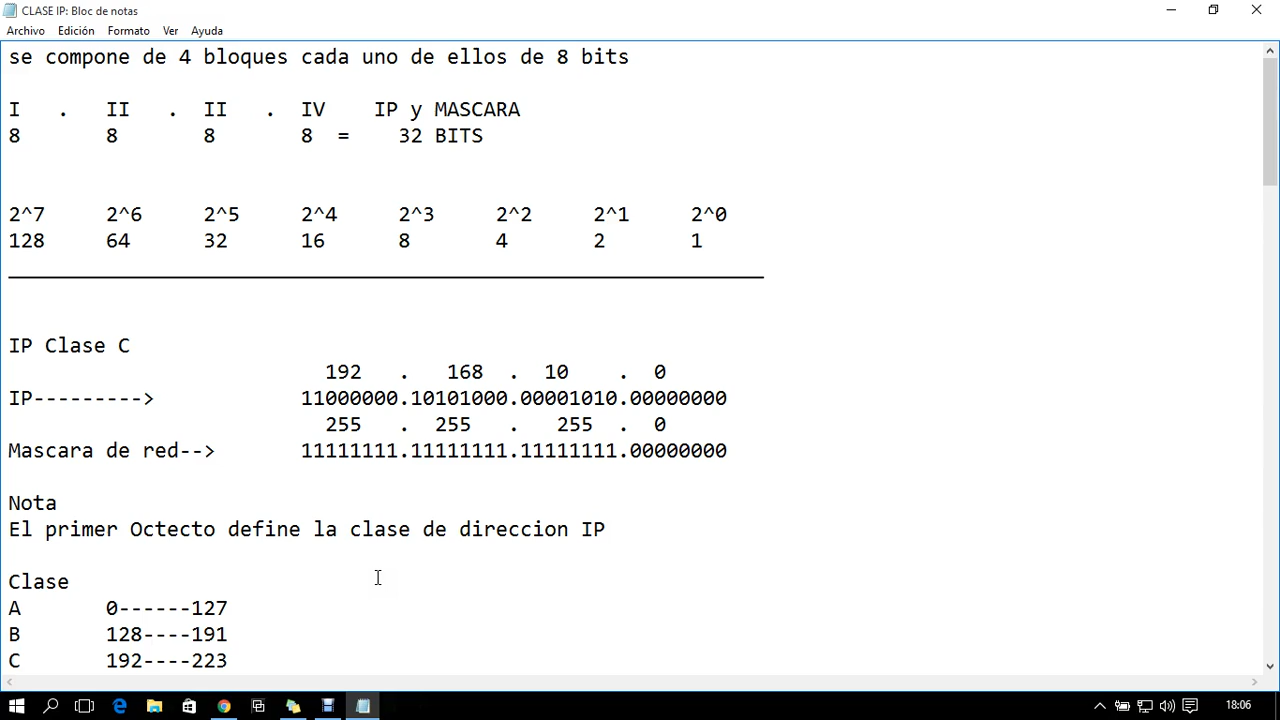 CLASE IP: Bloc de notas
Archivo Edición Formato Ver Ayuda
se compone de 4 bloques cada uno de ellos de 8 bits
I . II . II . IV IP y MASCARA
8 8 8 8 = 32 BITS
2^7 2^6 2^5 2^4 2^3 2^2 2^1 2^0
128 64 32 16 8 4 2 1
IP Clase C
192 . 168 . 10 . 0
IP---------> 11000000.10101000.00001010.00000000
255 . 255 . 255 . 0
Mascara de red--> 11111111.11111111.11111111.00000000
Nota
El primer Octecto define la clase de direccion IP
Clase
A 0------127
B 128----191
C 192----223
18:06